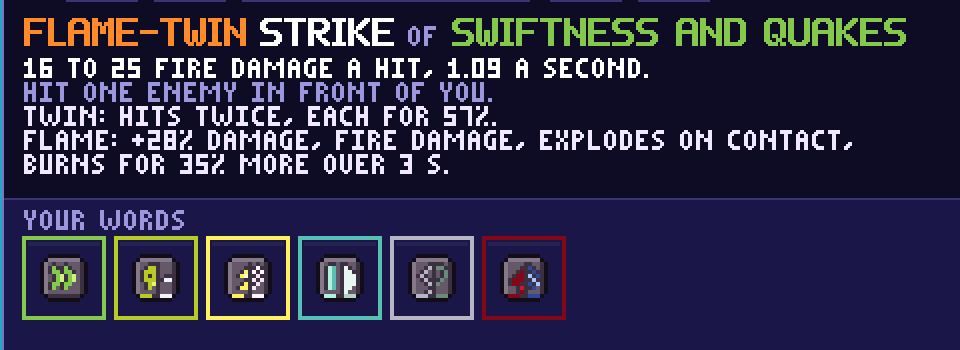 FLAME-TWIN STRIKE OF SWIFTNESS AND QUAKES
16 TO 25 FIRE DAMAGE A HIT, 1.09 A SECOND.
HIT ONE ENEMY IN FRONT OF YOU.
TWIN: HITS TWICE, EACH FOR 57%.
FLAME: +28% DAMAGE, FIRE DAMAGE, EXPLODES ON CONTACT,
BURNS FOR 35% MORE OVER 3 S.
YOUR WORDS